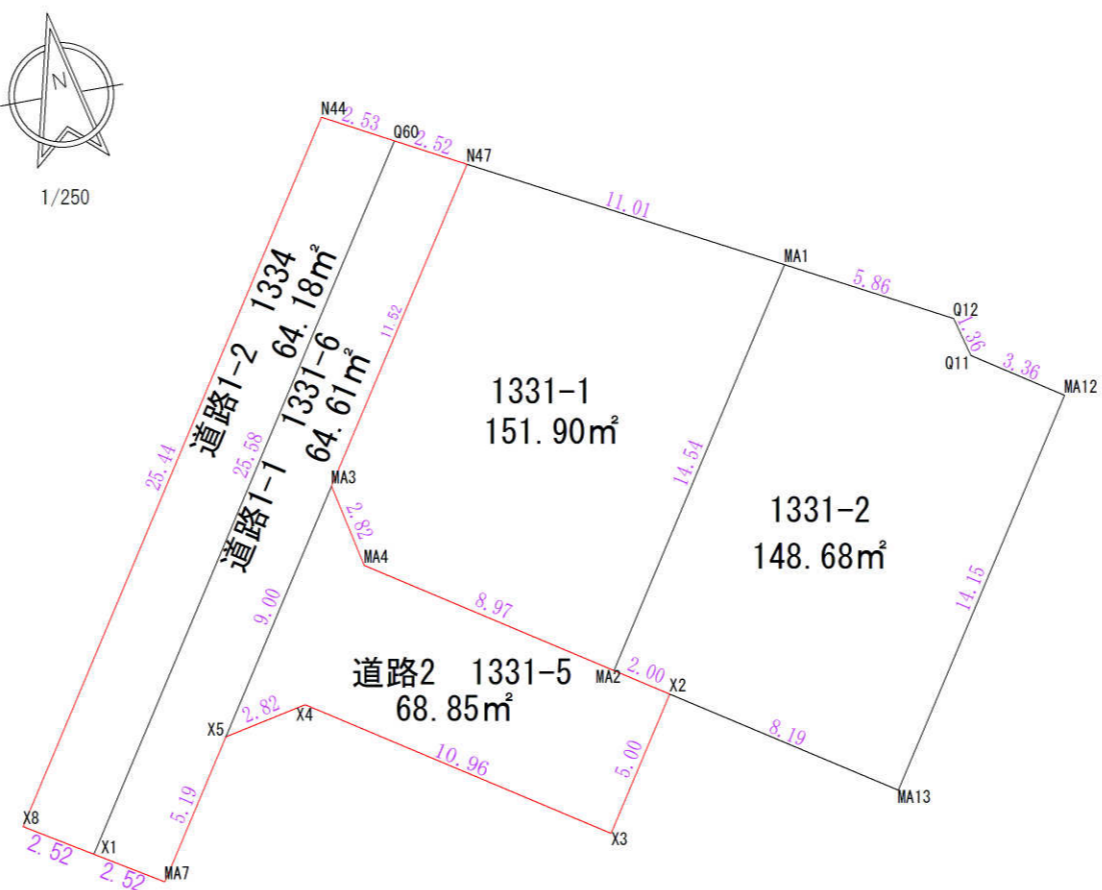 N
1/250
N44
2.53
Q60
2.52
N47
11.01
MA1
5.86
Q12
1.36
Q11
3.36
MA12
道路1-2 1334
64.18㎡
道路1-1 1331-6
64.61㎡
11.52
25.44
25.58
1331-1
151.90㎡
14.54
1331-2
148.68㎡
14.15
MA3
2.82
MA4
8.97
9.00
道路2 1331-5
68.85㎡
MA2
2.00
X2
8.19
MA13
X5
2.82
X4
10.96
5.00
X3
5.19
X8
2.52
X1
2.52
MA7